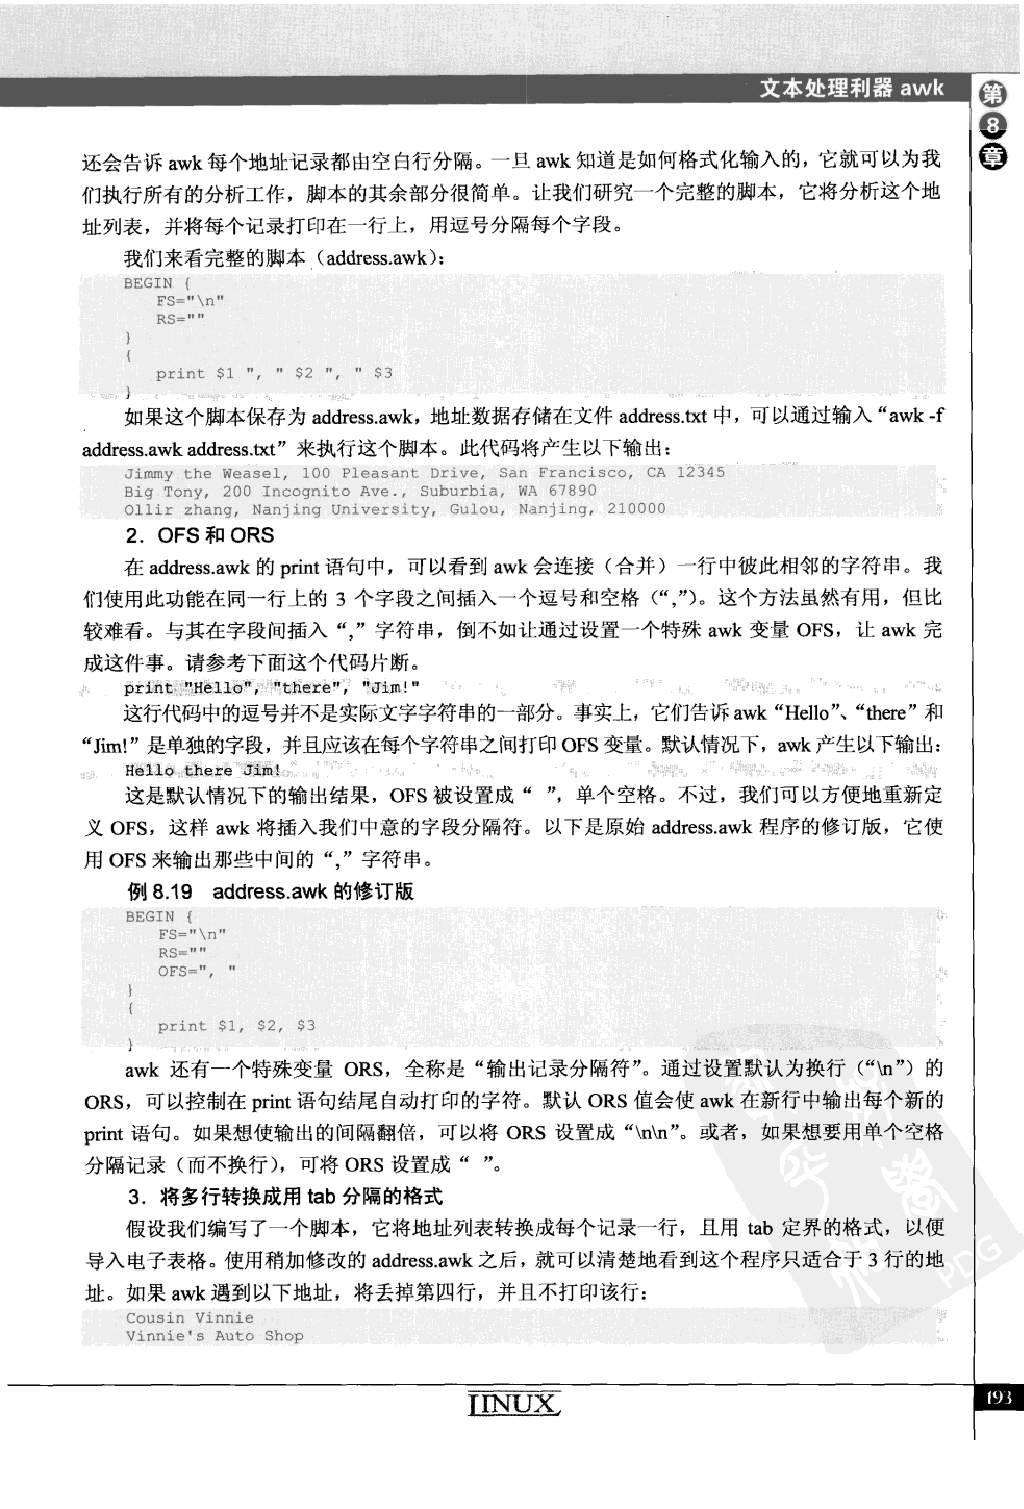 文本处理利器 awk
第
8
章
还会告诉 awk 每个地址记录都由空白行分隔。一旦 awk 知道是如何格式化输入的，它就可以为我
们执行所有的分析工作，脚本的其余部分很简单。让我们研究一个完整的脚本，它将分析这个地
址列表，并将每个记录打印在一行上，用逗号分隔每个字段。
我们来看完整的脚本（address.awk）：
BEGIN {
FS="\n"
RS=""
}
{
print $1 ", " $2 ", " $3
}
如果这个脚本保存为 address.awk，地址数据存储在文件 address.txt 中，可以通过输入“awk -f
address.awk address.txt”来执行这个脚本。此代码将产生以下输出：
Jimmy the Weasel, 100 Pleasant Drive, San Francisco, CA 12345
Big Tony, 200 Incognito Ave., Suburbia, WA 67890
Ollir zhang, Nanjing University, Gulou, Nanjing, 210000
2．OFS 和 ORS
在 address.awk 的 print 语句中，可以看到 awk 会连接（合并）一行中彼此相邻的字符串。我
们使用此功能在同一行上的 3 个字段之间插入一个逗号和空格（“,”）。这个方法虽然有用，但比
较难看。与其在字段间插入“,”字符串，倒不如让通过设置一个特殊 awk 变量 OFS，让 awk 完
成这件事。请参考下面这个代码片断。
print "Hello", "there", "Jim!"
这行代码中的逗号并不是实际文字字符串的一部分。事实上，它们告诉 awk “Hello”、“there”和
“Jim!”是单独的字段，并且应该在每个字符串之间打印 OFS 变量。默认情况下，awk 产生以下输出：
Hello there Jim!
这是默认情况下的输出结果，OFS 被设置成“ ”，单个空格。不过，我们可以方便地重新定
义 OFS，这样 awk 将插入我们中意的字段分隔符。以下是原始 address.awk 程序的修订版，它使
用 OFS 来输出那些中间的“,”字符串。
例 8.19 address.awk 的修订版
BEGIN {
FS="\n"
RS=""
OFS=", "
}
{
print $1, $2, $3
}
awk 还有一个特殊变量 ORS，全称是“输出记录分隔符”。通过设置默认为换行（“\n”）的
ORS，可以控制在 print 语句结尾自动打印的字符。默认 ORS 值会使 awk 在新行中输出每个新的
print 语句。如果想使输出的间隔翻倍，可以将 ORS 设置成“\n\n”。或者，如果想要用单个空格
分隔记录（而不换行），可将 ORS 设置成“ ”。
3．将多行转换成用 tab 分隔的格式
假设我们编写了一个脚本，它将地址列表转换成每个记录一行，且用 tab 定界的格式，以便
导入电子表格。使用稍加修改的 address.awk 之后，就可以清楚地看到这个程序只适合于 3 行的地
址。如果 awk 遇到以下地址，将丢掉第四行，并且不打印该行：
Cousin Vinnie
Vinnie's Auto Shop
PDG
LINUX
193